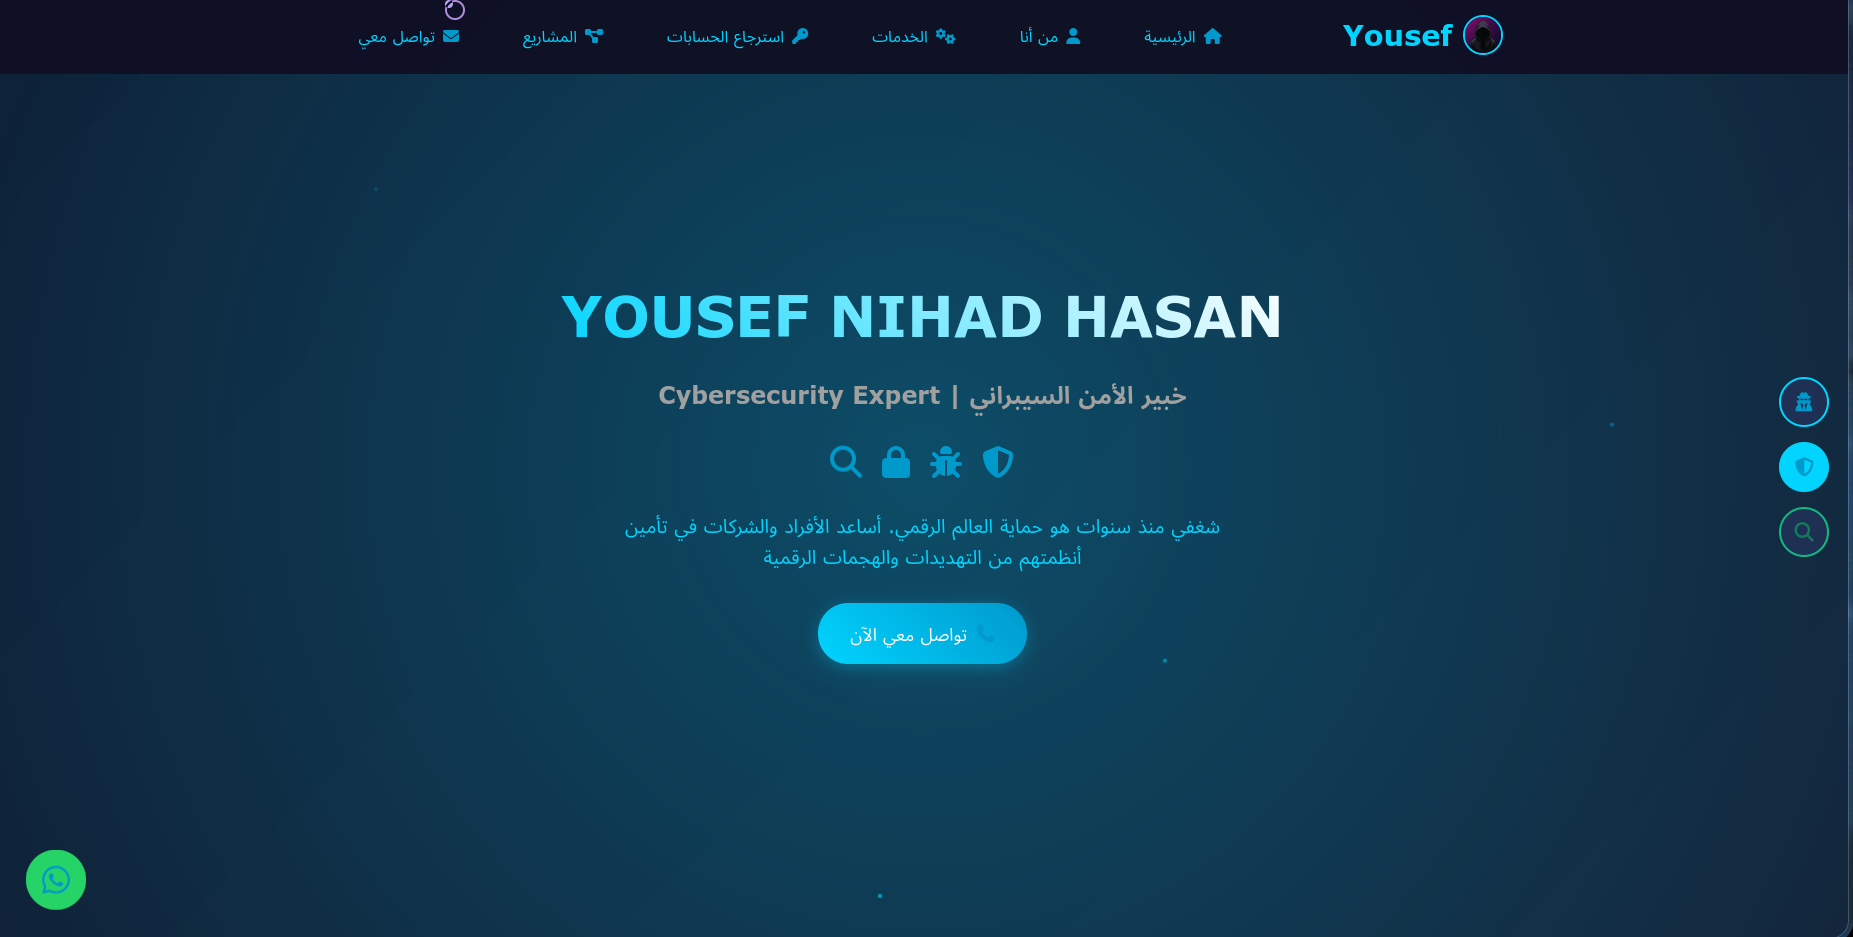 Yousef
الرئيسية
من أنا
الخدمات
استرجاع الحسابات
المشاريع
تواصل معي
YOUSEF NIHAD HASAN
خبير الأمن السيبراني | Cybersecurity Expert
شغفي منذ سنوات هو حماية العالم الرقمي. أساعد الأفراد والشركات في تأمين
أنظمتهم من التهديدات والهجمات الرقمية
تواصل معي الآن